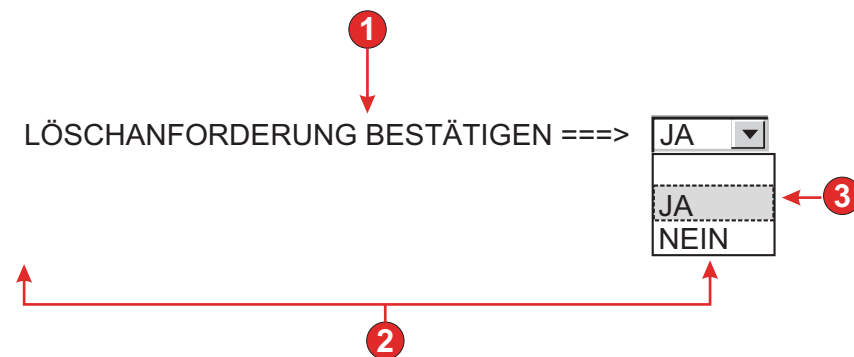 1
LÖSCHANFORDERUNG BESTÄTIGEN ===> JA
JA
3
NEIN
2